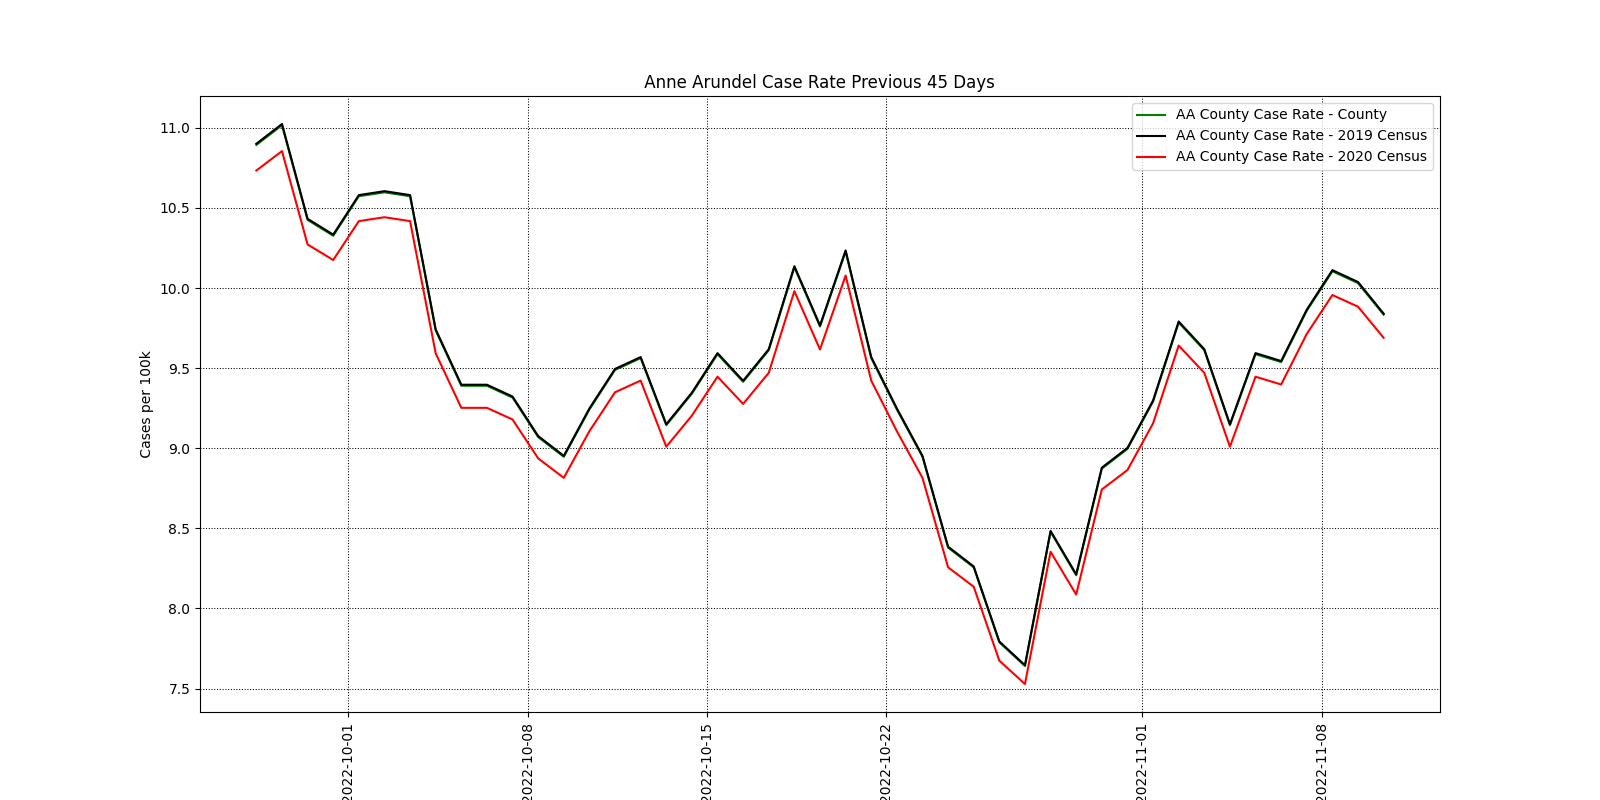 Anne Arundel Case Rate Previous 45 Days
AA County Case Rate - County
AA County Case Rate - 2019 Census
AA County Case Rate - 2020 Census
Cases per 100k
11.0
10.5
10.0
9.5
9.0
8.5
8.0
7.5
2022-10-01
2022-10-08
2022-10-15
2022-10-22
2022-11-01
2022-11-08